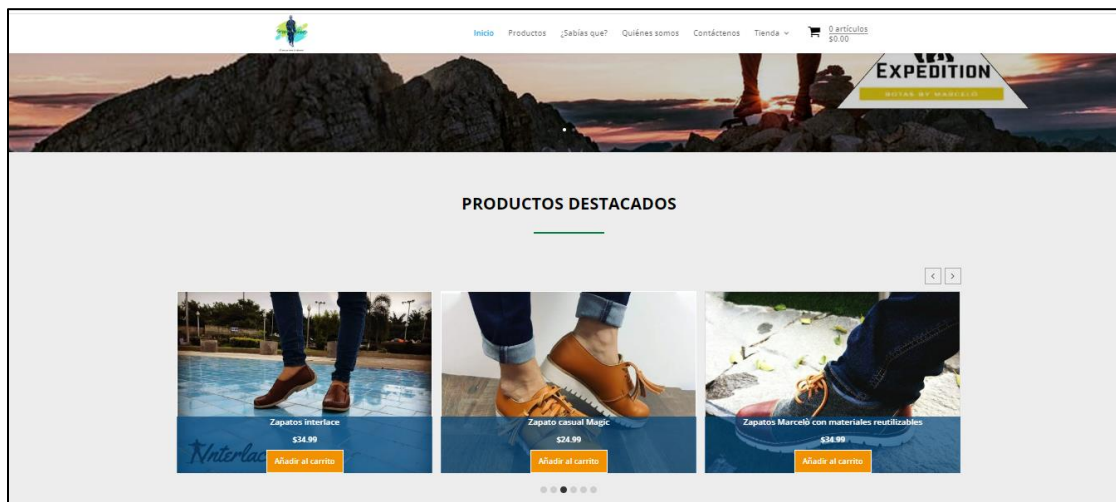 Inicio Productos ¿Sabías que? Quiénes somos Contáctenos Tienda 0 artículos
$0.00
EXPEDITION
BOTAS BY MARCELÒ
PRODUCTOS DESTACADOS
Zapatos interlace
$34.99
Añadir al carrito
Zapato casual Magic
$24.99
Añadir al carrito
Zapatos Marcelò con materiales reutilizables
$34.99
Añadir al carrito